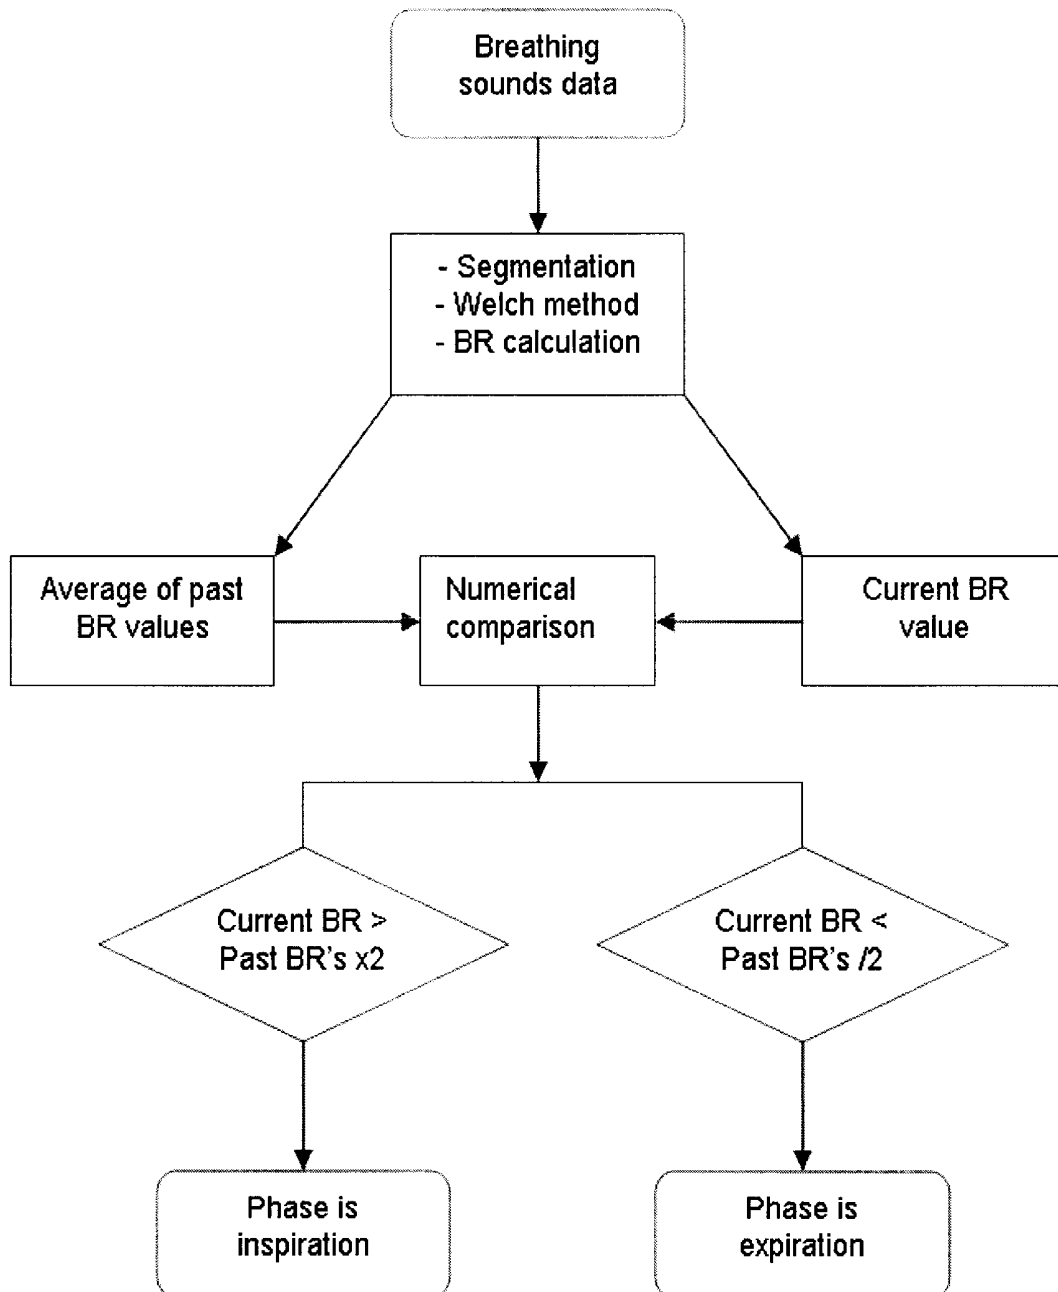 Breathing
sounds data
- Segmentation
- Welch method
- BR calculation
Average of past
BR values
Numerical
comparison
Current BR
value
Current BR >
Past BR's x2
Current BR <
Past BR's /2
Phase is
inspiration
Phase is
expiration